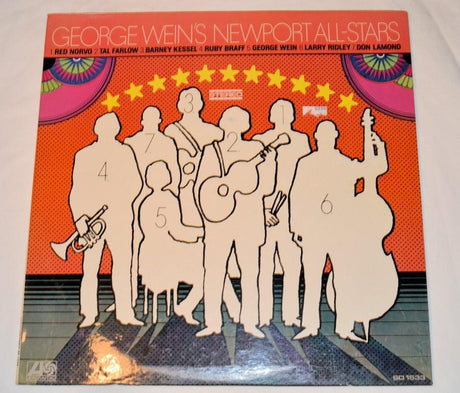 GEORGE WEIN'S NEWPORT ALL-STARS
1 RED NORVO 2 TAL FARLOW 3 BARNEY KESSEL 4 RUBY BRAFF 5 GEORGE WEIN 6 LARRY RIDLEY 7 DON LAMOND
STEREO
3
1
7
2
4
5
6
SD 1533